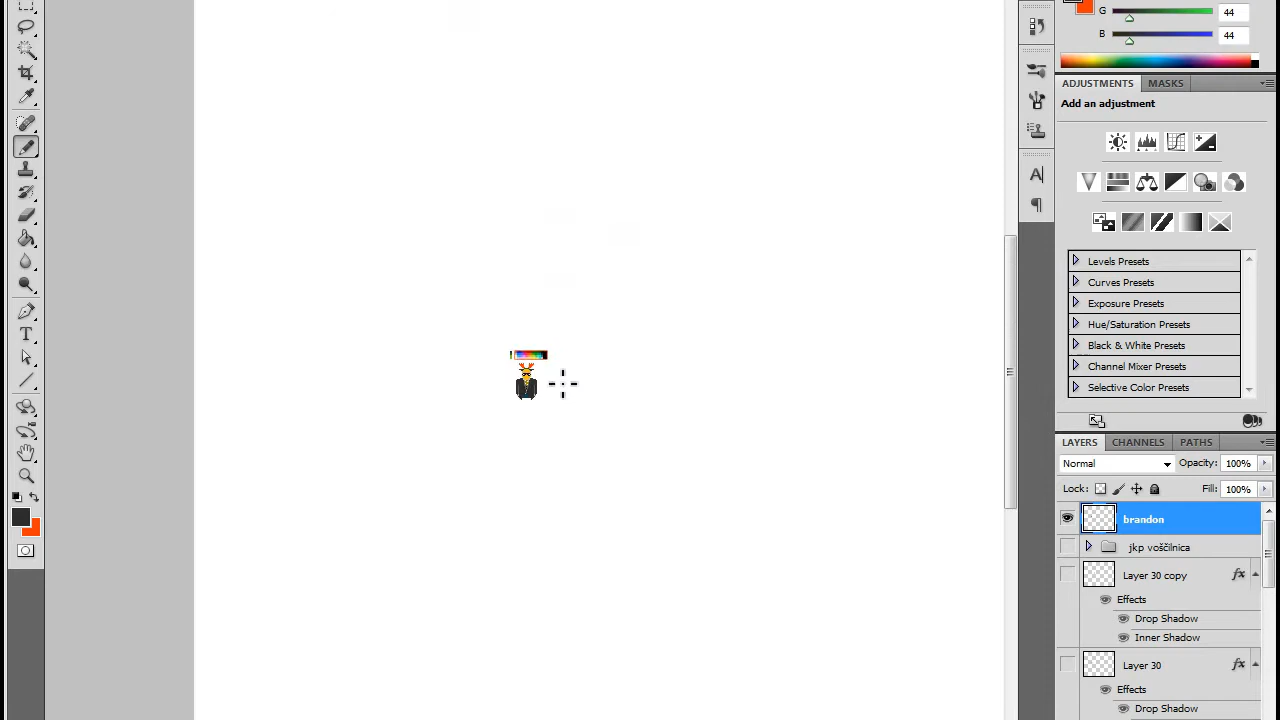 G 44
B 44
ADJUSTMENTS MASKS
Add an adjustment
Levels Presets
Curves Presets
Exposure Presets
Hue/Saturation Presets
Black & White Presets
Channel Mixer Presets
Selective Color Presets
LAYERS CHANNELS PATHS
Normal Opacity: 100%
Lock: Fill: 100%
brandon
jkp voščilnica
Layer 30 copy fx
Effects
Drop Shadow
Inner Shadow
Layer 30 fx
Effects
Drop Shadow